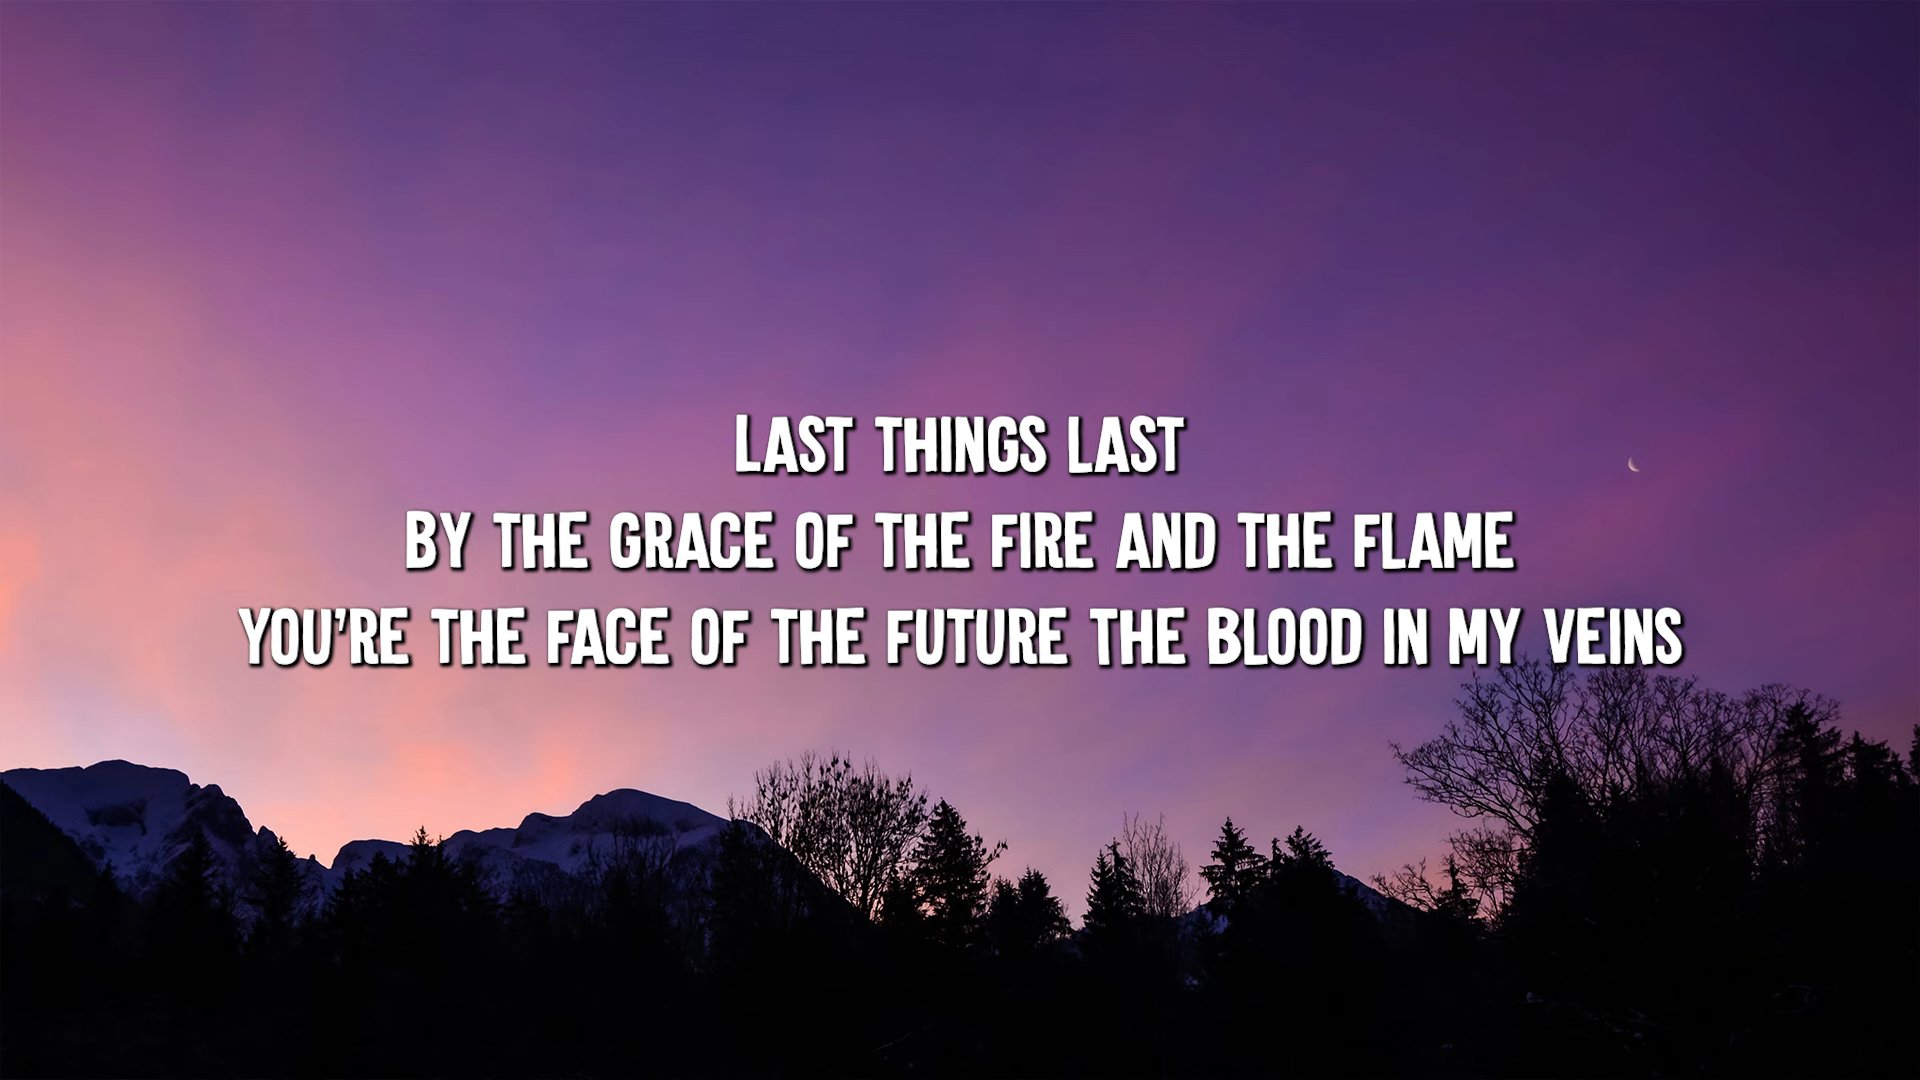 LAST THINGS LAST
BY THE GRACE OF THE FIRE AND THE FLAME
YOU'RE THE FACE OF THE FUTURE THE BLOOD IN MY VEINS